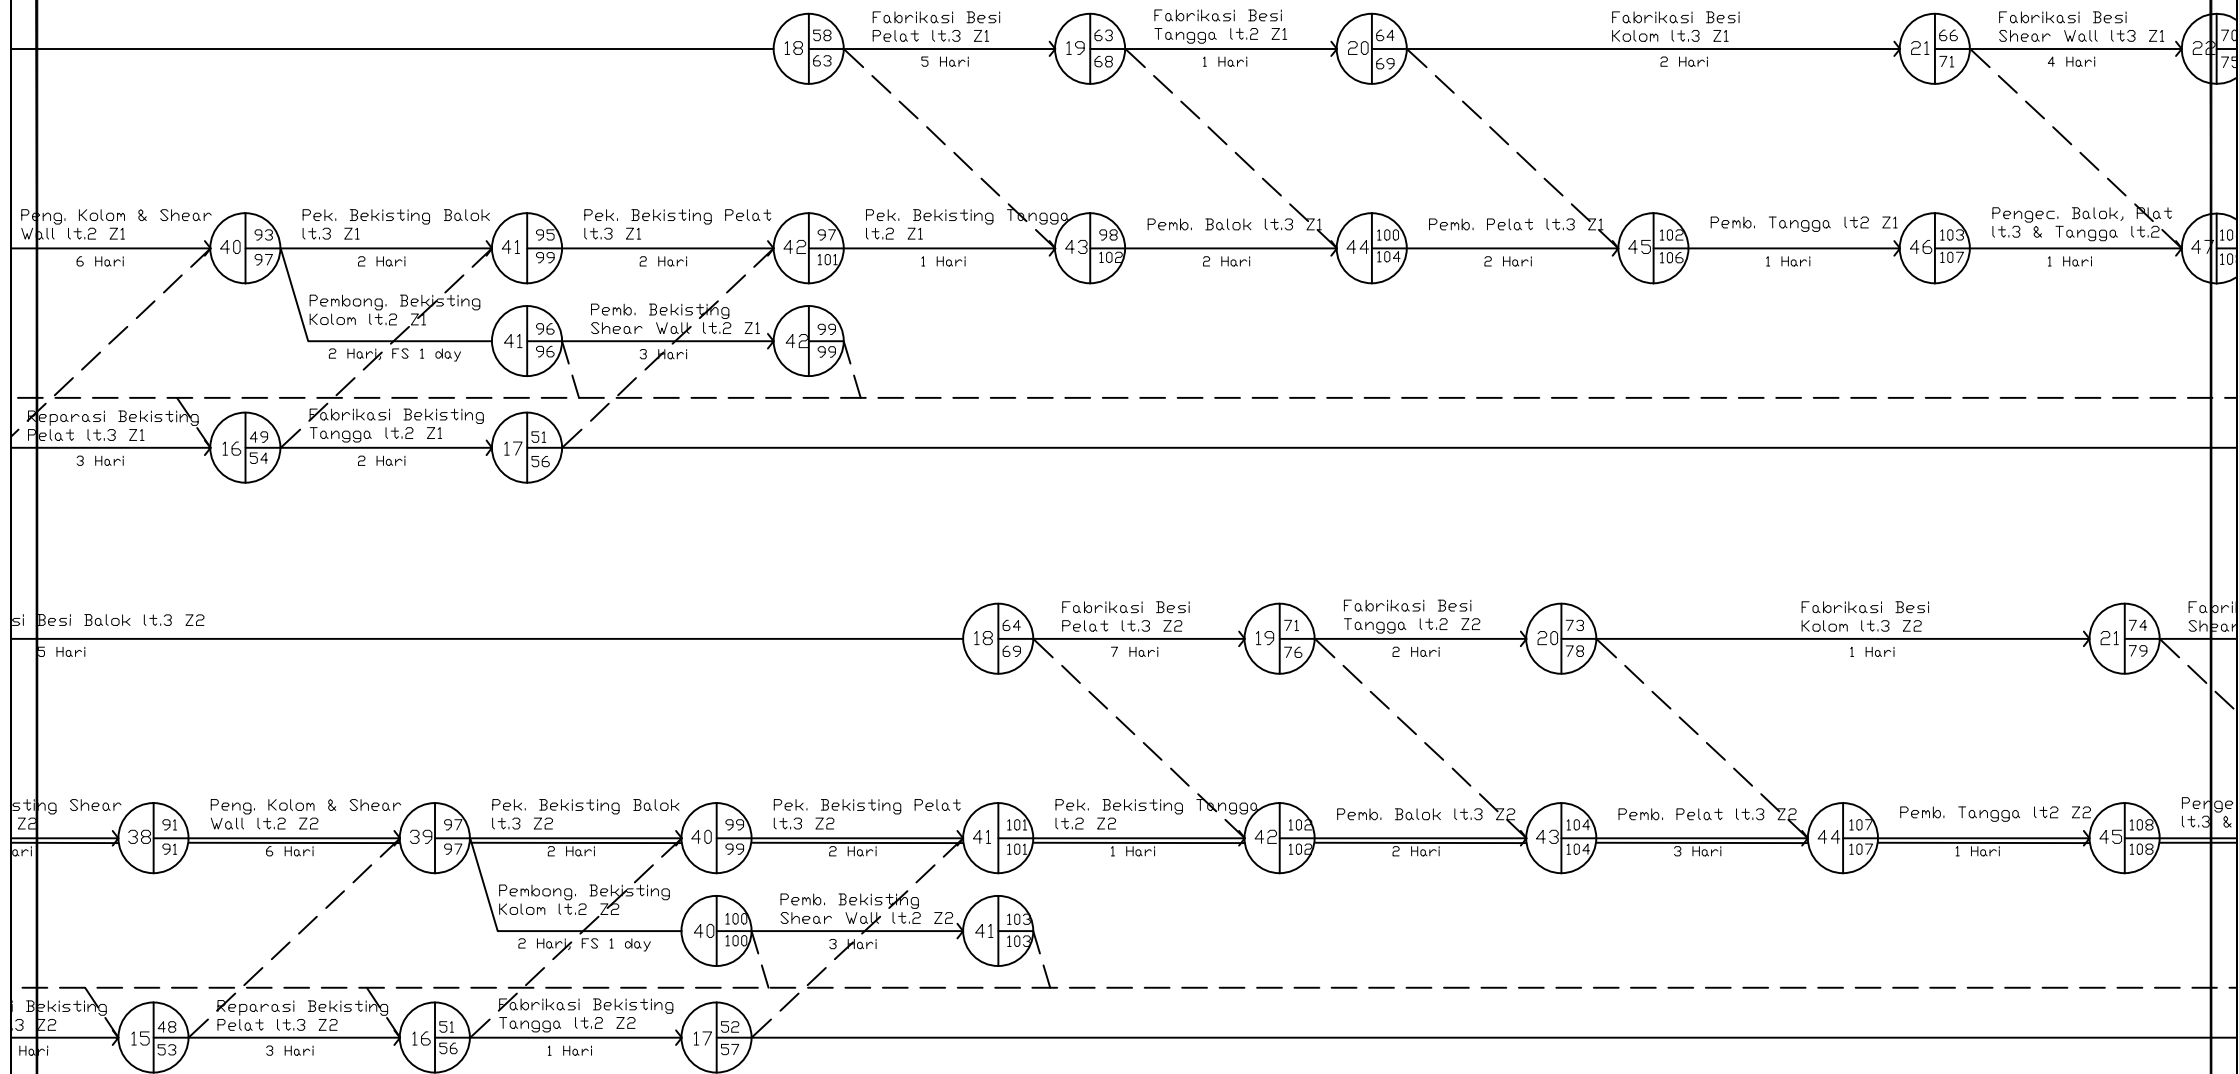 Fabrikasi Besi
Pelat lt.3 Z1
5 Hari
Fabrikasi Besi
Tangga lt.2 Z1
1 Hari
Fabrikasi Besi
Kolom lt.3 Z1
2 Hari
Fabrikasi Besi
Shear Wall lt3 Z1
4 Hari
18 58 63
19 63 68
20 64 69
21 66 71
22 70 75
Peng. Kolom & Shear
Wall lt.2 Z1
6 Hari
Pek. Bekisting Balok
lt.3 Z1
2 Hari
Pek. Bekisting Pelat
lt.3 Z1
2 Hari
Pek. Bekisting Tangga
lt.2 Z1
1 Hari
Pemb. Balok lt.3 Z1
2 Hari
Pemb. Pelat lt.3 Z1
2 Hari
Pemb. Tangga lt2 Z1
1 Hari
Pengec. Balok, Plat
lt.3 & Tangga lt.2
1 Hari
40 93 97
41 95 99
42 97 101
43 98 102
44 100 104
45 102 106
46 103 107
47
Pembong. Bekisting
Kolom lt.2 Z1
2 Hari, FS 1 day
41 96 96
Pemb. Bekisting
Shear Wall lt.2 Z1
3 Hari
42 99 99
Reparasi Bekisting
Pelat lt.3 Z1
3 Hari
16 49 54
Fabrikasi Bekisting
Tangga lt.2 Z1
2 Hari
17 51 56
si Besi Balok lt.3 Z2
5 Hari
18 64 69
Fabrikasi Besi
Pelat lt.3 Z2
7 Hari
19 71 76
Fabrikasi Besi
Tangga lt.2 Z2
2 Hari
20 73 78
Fabrikasi Besi
Kolom lt.3 Z2
1 Hari
21 74 79
Fabri
Shear
sting Shear
Z2
ari
38 91 91
Peng. Kolom & Shear
Wall lt.2 Z2
6 Hari
39 97 97
Pek. Bekisting Balok
lt.3 Z2
2 Hari
40 99 99
Pek. Bekisting Pelat
lt.3 Z2
2 Hari
41 101 101
Pek. Bekisting Tangga
lt.2 Z2
1 Hari
42 102 102
Pemb. Balok lt.3 Z2
2 Hari
43 104 104
Pemb. Pelat lt.3 Z2
3 Hari
44 107 107
Pemb. Tangga lt2 Z2
1 Hari
45 108 108
Penge
lt.3 &
Pembong. Bekisting
Kolom lt.2 Z2
2 Hari, FS 1 day
40 100 100
Pemb. Bekisting
Shear Wall lt.2 Z2
3 Hari
41 103 103
i Bekisting
.3 Z2
Hari
15 48 53
Reparasi Bekisting
Pelat lt.3 Z2
3 Hari
16 51 56
Fabrikasi Bekisting
Tangga lt.2 Z2
1 Hari
17 52 57